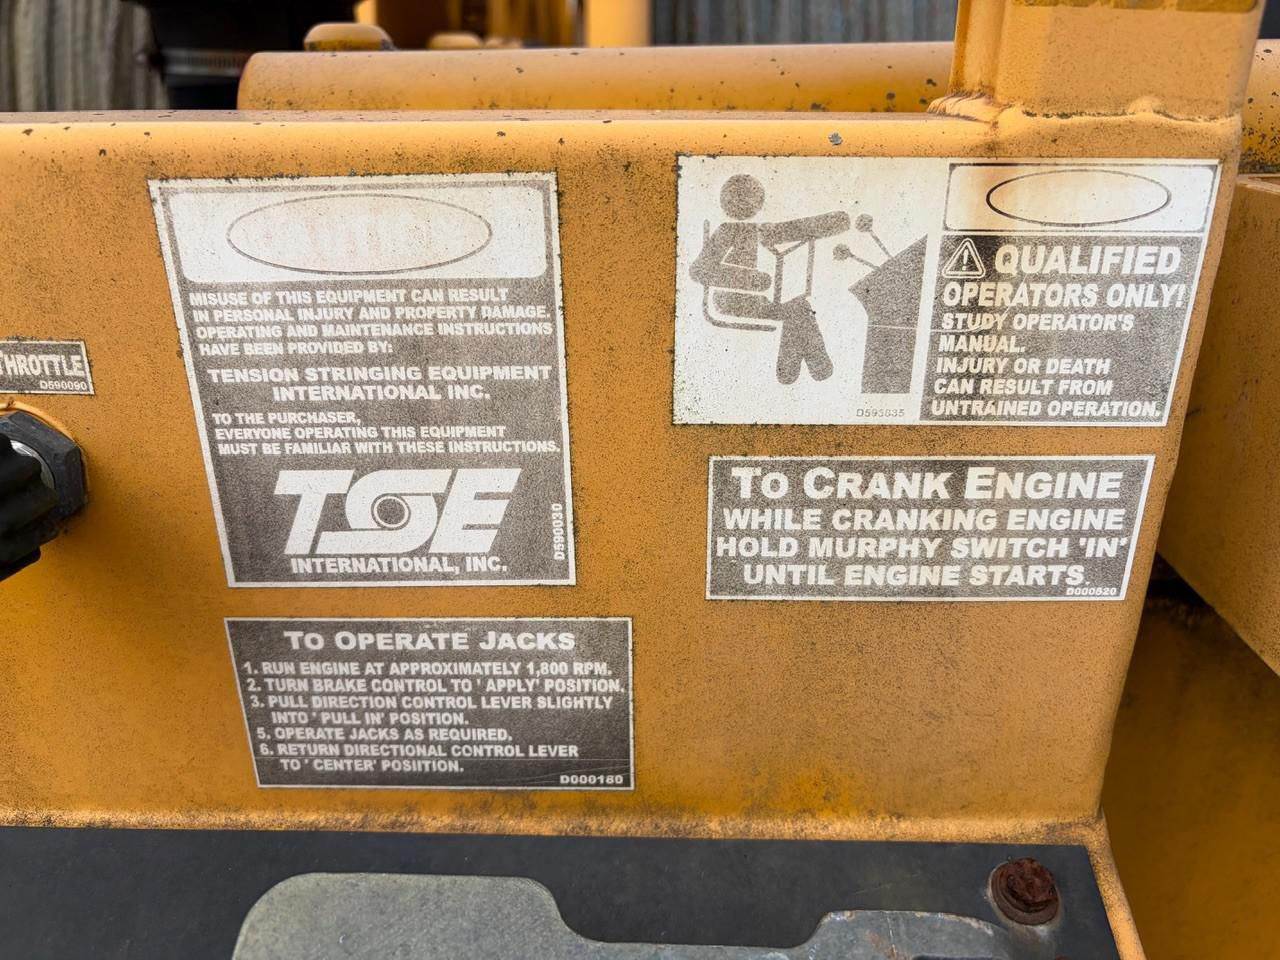 THROTTLE
D590090
MISUSE OF THIS EQUIPMENT CAN RESULT
IN PERSONAL INJURY AND PROPERTY DAMAGE.
OPERATING AND MAINTENANCE INSTRUCTIONS
HAVE BEEN PROVIDED BY:
TENSION STRINGING EQUIPMENT
INTERNATIONAL INC.
TO THE PURCHASER,
EVERYONE OPERATING THIS EQUIPMENT
MUST BE FAMILIAR WITH THESE INSTRUCTIONS.
TSE
INTERNATIONAL, INC.
D590030
QUALIFIED
OPERATORS ONLY!
STUDY OPERATOR'S
MANUAL.
INJURY OR DEATH
CAN RESULT FROM
UNTRAINED OPERATION.
TO CRANK ENGINE
WHILE CRANKING ENGINE
HOLD MURPHY SWITCH 'IN'
UNTIL ENGINE STARTS.
D000520
TO OPERATE JACKS
1. RUN ENGINE AT APPROXIMATELY 1,800 RPM.
2. TURN BRAKE CONTROL TO ' APPLY' POSITION.
3. PULL DIRECTION CONTROL LEVER SLIGHTLY
INTO ' PULL IN' POSITION.
5. OPERATE JACKS AS REQUIRED.
6. RETURN DIRECTIONAL CONTROL LEVER
TO ' CENTER' POSIITION.
D000180